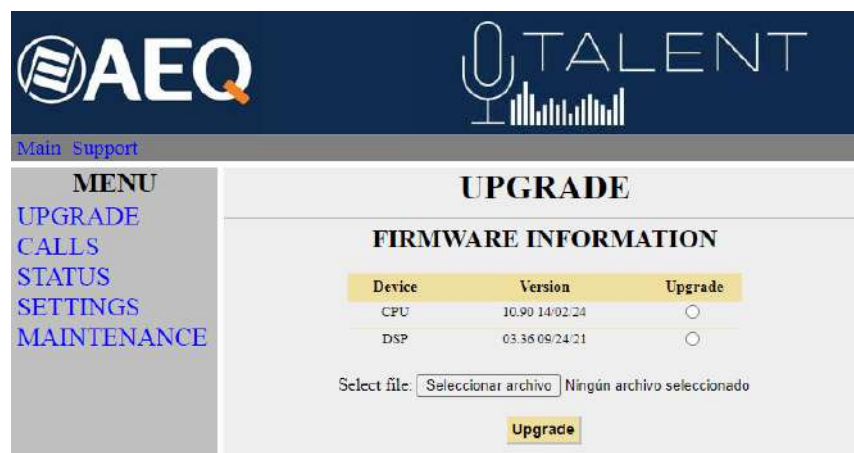 AEQ
TALENT
Main Support
MENU
UPGRADE
CALLS
STATUS
SETTINGS
MAINTENANCE
UPGRADE
FIRMWARE INFORMATION
Device Version Upgrade
CPU 10.90 14/02/24
DSP 03.36 09/24/21
Select file: Seleccionar archivo Ningún archivo seleccionado
Upgrade